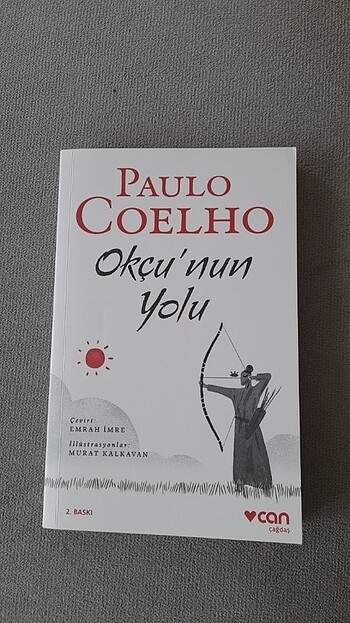 PAULO
COELHO
Okçu'nun
Yolu
Çeviri:
EMRAH İMRE
İllüstrasyonlar:
MURAT KALKAVAN
2. BASKI
can
çağdaş